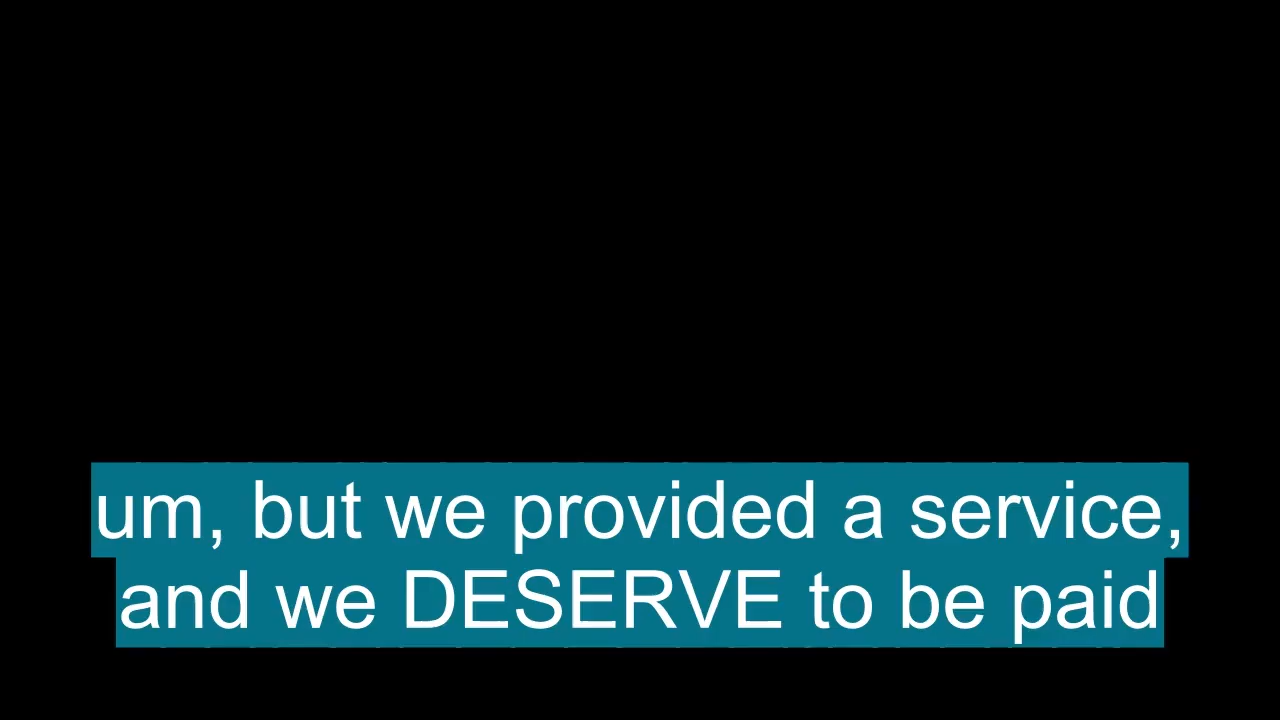 um, but we provided a service,
and we DESERVE to be paid